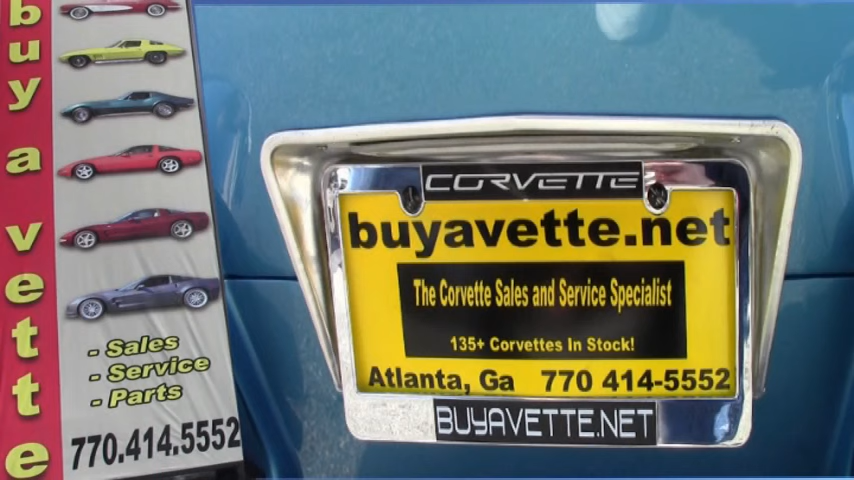 buy a vette
- Sales
- Service
- Parts
770.414.5552
CORVETTE
buyavette.net
The Corvette Sales and Service Specialist
135+ Corvettes In Stock!
Atlanta, Ga 770 414-5552
BUYAVETTE.NET